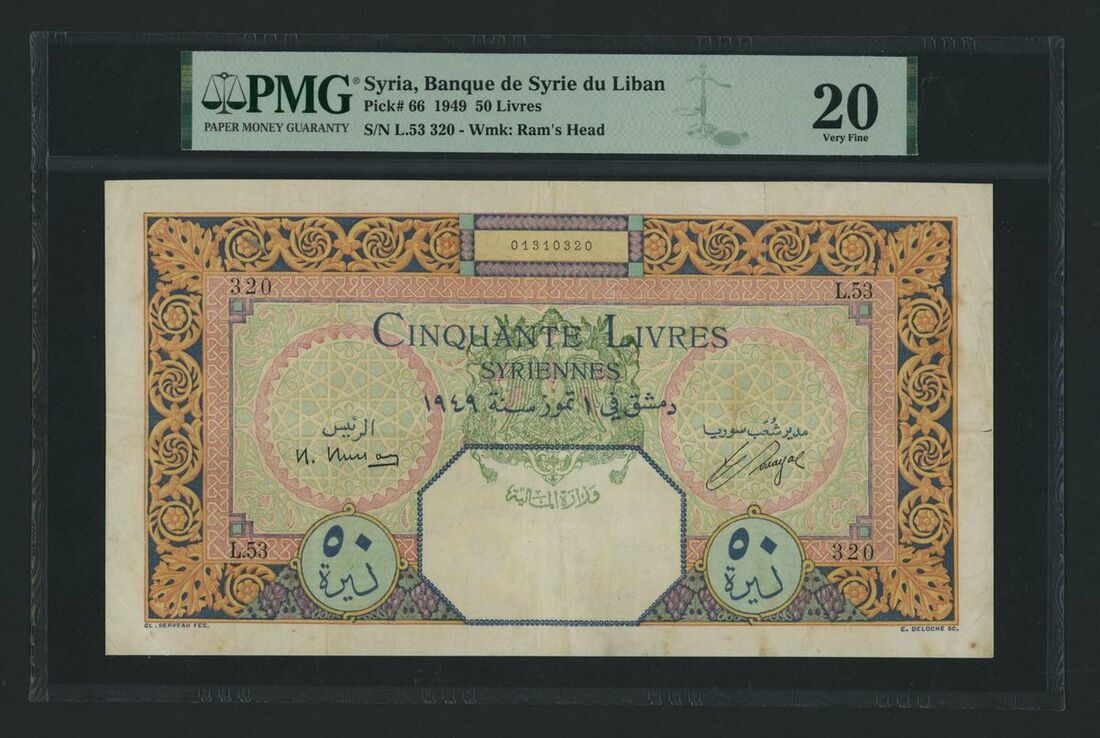 PMG®
PAPER MONEY GUARANTY
Syria, Banque de Syrie du Liban
Pick# 66 1949 50 Livres
S/N L.53 320 - Wmk: Ram's Head
20
Very Fine
01310320
320
L.53
CINQUANTE LIVRES
SYRIENNES
دمشق في ١ تموز سنة ١٩٤٩
الرئيس
مدير شعب سوريا
وزارة المالية
٥٠
ليرة
٥٠
ليرة
L.53
320
CL. SERVEAU FEC.
E. DELOCHE SC.